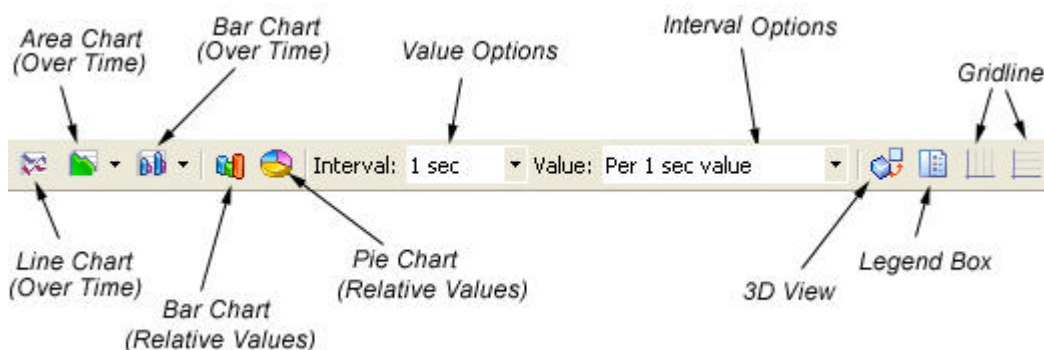 Area Chart
(Over Time)
Bar Chart
(Over Time)
Value Options
Interval Options
Gridline
Interval: 1 sec Value: Per 1 sec value
Line Chart
(Over Time)
Bar Chart
(Relative Values)
Pie Chart
(Relative Values)
3D View
Legend Box